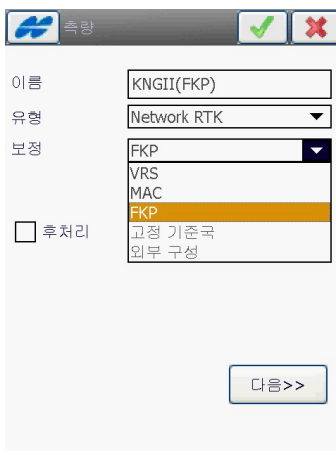 측량
이름 KNGII(FKP)
유형 Network RTK
보정 FKP
VRS
MAC
FKP
후처리
고정 기준국
외부 구성
다음>>